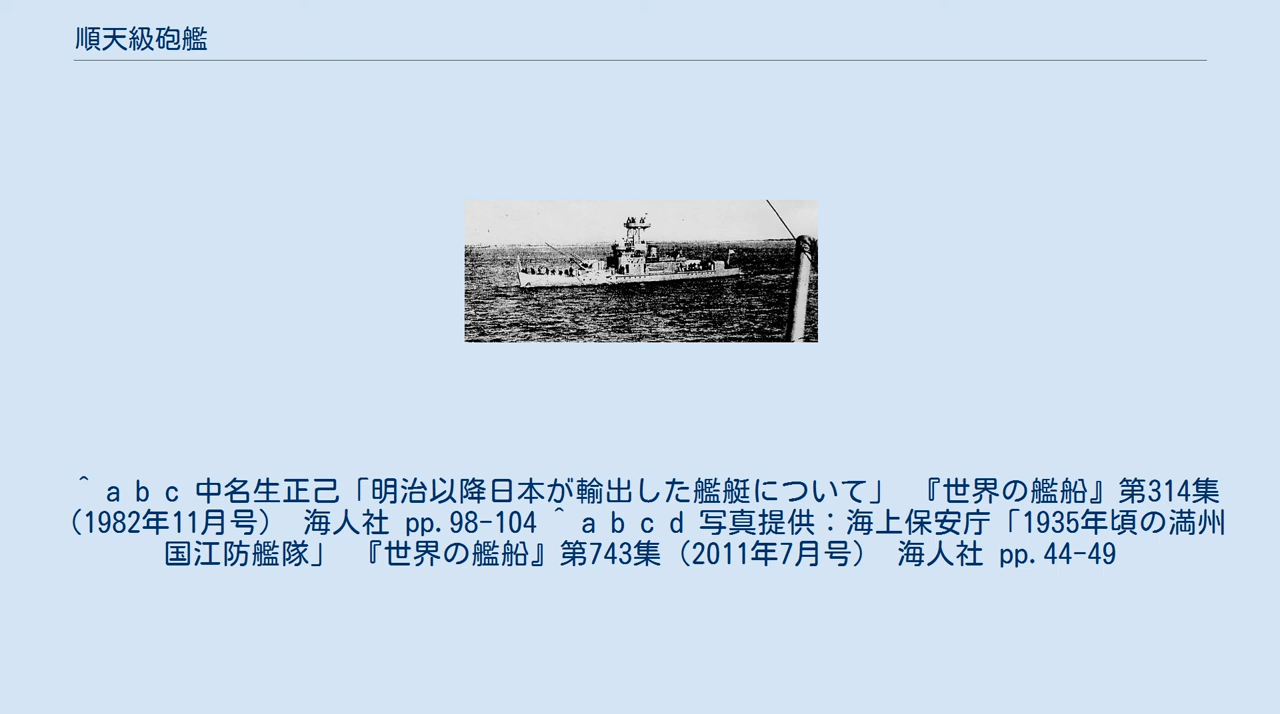 順天級砲艦
^ a b c 中名生正己「明治以降日本が輸出した艦艇について」 『世界の艦船』第314集
(1982年11月号) 海人社 pp.98-104 ^ a b c d 写真提供：海上保安庁「1935年頃の満州
国江防艦隊」 『世界の艦船』第743集（2011年7月号） 海人社 pp.44-49